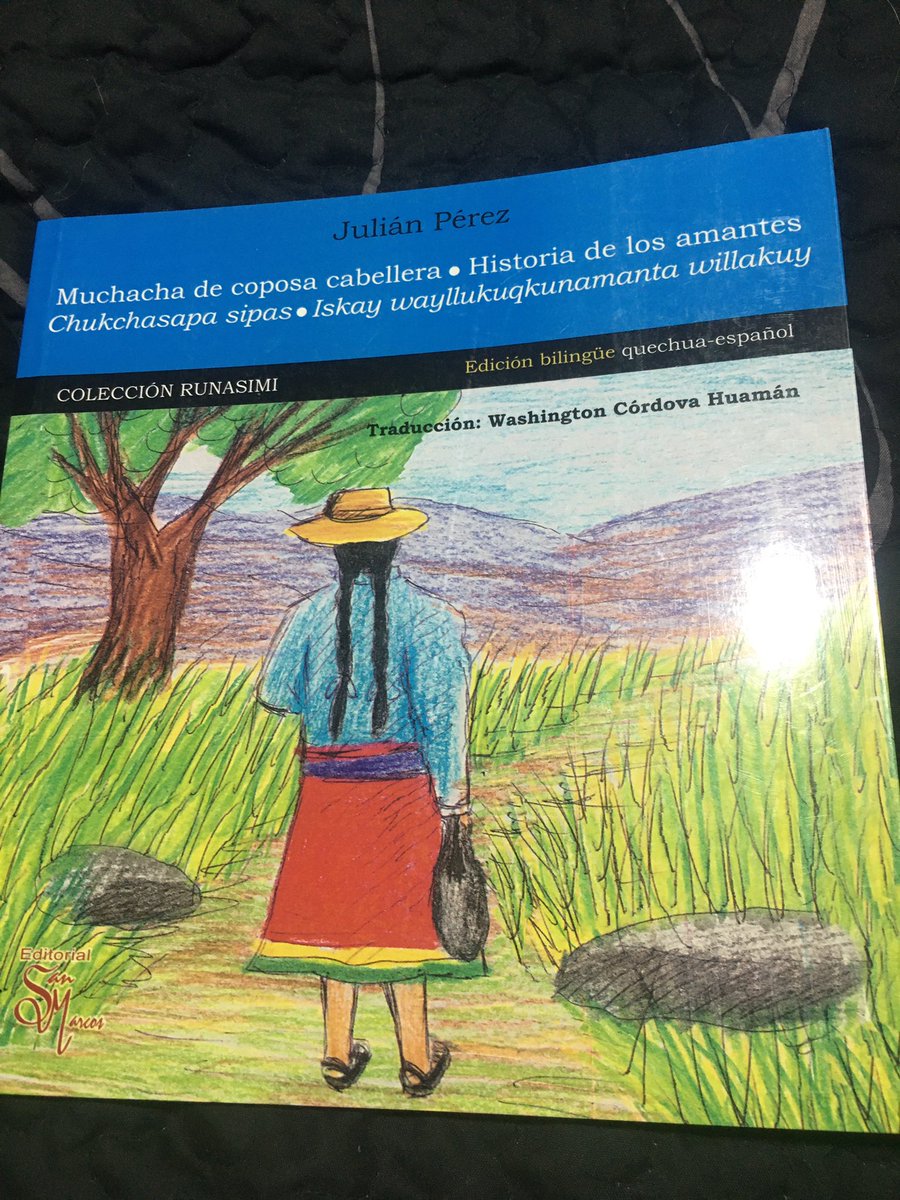 Julián Pérez
Muchacha de coposa cabellera • Historia de los amantes
Chukchasapa sipas • Iskay wayllukuqkunamanta willakuy
Edición bilingüe quechua-español
COLECCIÓN RUNASIMI
Traducción: Washington Córdova Huamán
Editorial
San
Marcos